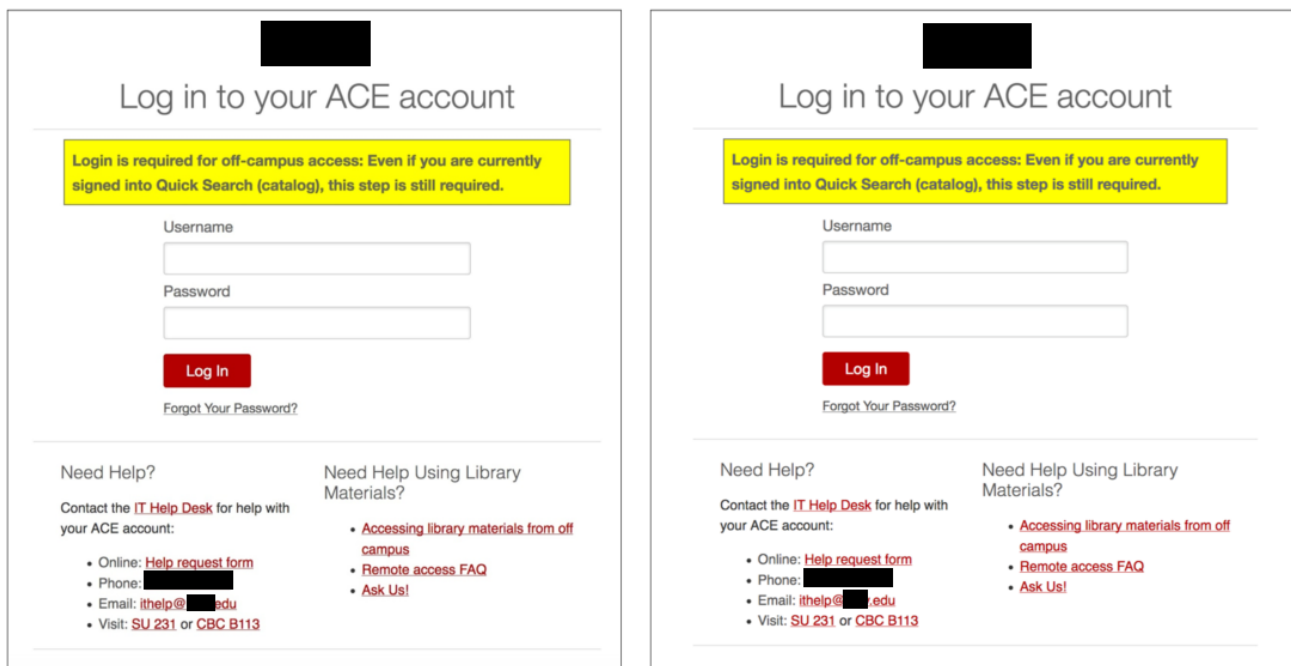 Log in to your ACE account
Login is required for off-campus access: Even if you are currently
signed into Quick Search (catalog), this step is still required.
Username
Password
Log In
Forgot Your Password?
Need Help?
Contact the IT Help Desk for help with
your ACE account:
• Online: Help request form
• Phone:
• Email: ithelp@ edu
• Visit: SU 231 or CBC B113
Need Help Using Library
Materials?
• Accessing library materials from off
campus
• Remote access FAQ
• Ask Us!
Log in to your ACE account
Login is required for off-campus access: Even if you are currently
signed into Quick Search (catalog), this step is still required.
Username
Password
Log In
Forgot Your Password?
Need Help?
Contact the IT Help Desk for help with
your ACE account:
• Online: Help request form
• Phone:
• Email: ithelp@ .edu
• Visit: SU 231 or CBC B113
Need Help Using Library
Materials?
• Accessing library materials from off
campus
• Remote access FAQ
• Ask Us!